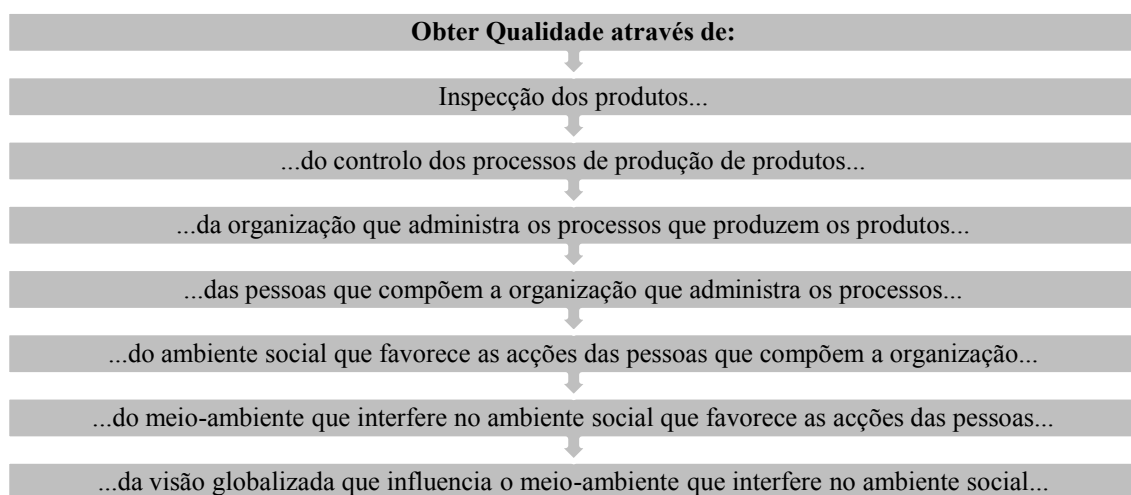 Obter Qualidade através de:
Inspecção dos produtos...
...do controlo dos processos de produção de produtos...
...da organização que administra os processos que produzem os produtos...
...das pessoas que compõem a organização que administra os processos...
...do ambiente social que favorece as acções das pessoas que compõem a organização...
...do meio-ambiente que interfere no ambiente social que favorece as acções das pessoas...
...da visão globalizada que influencia o meio-ambiente que interfere no ambiente social...